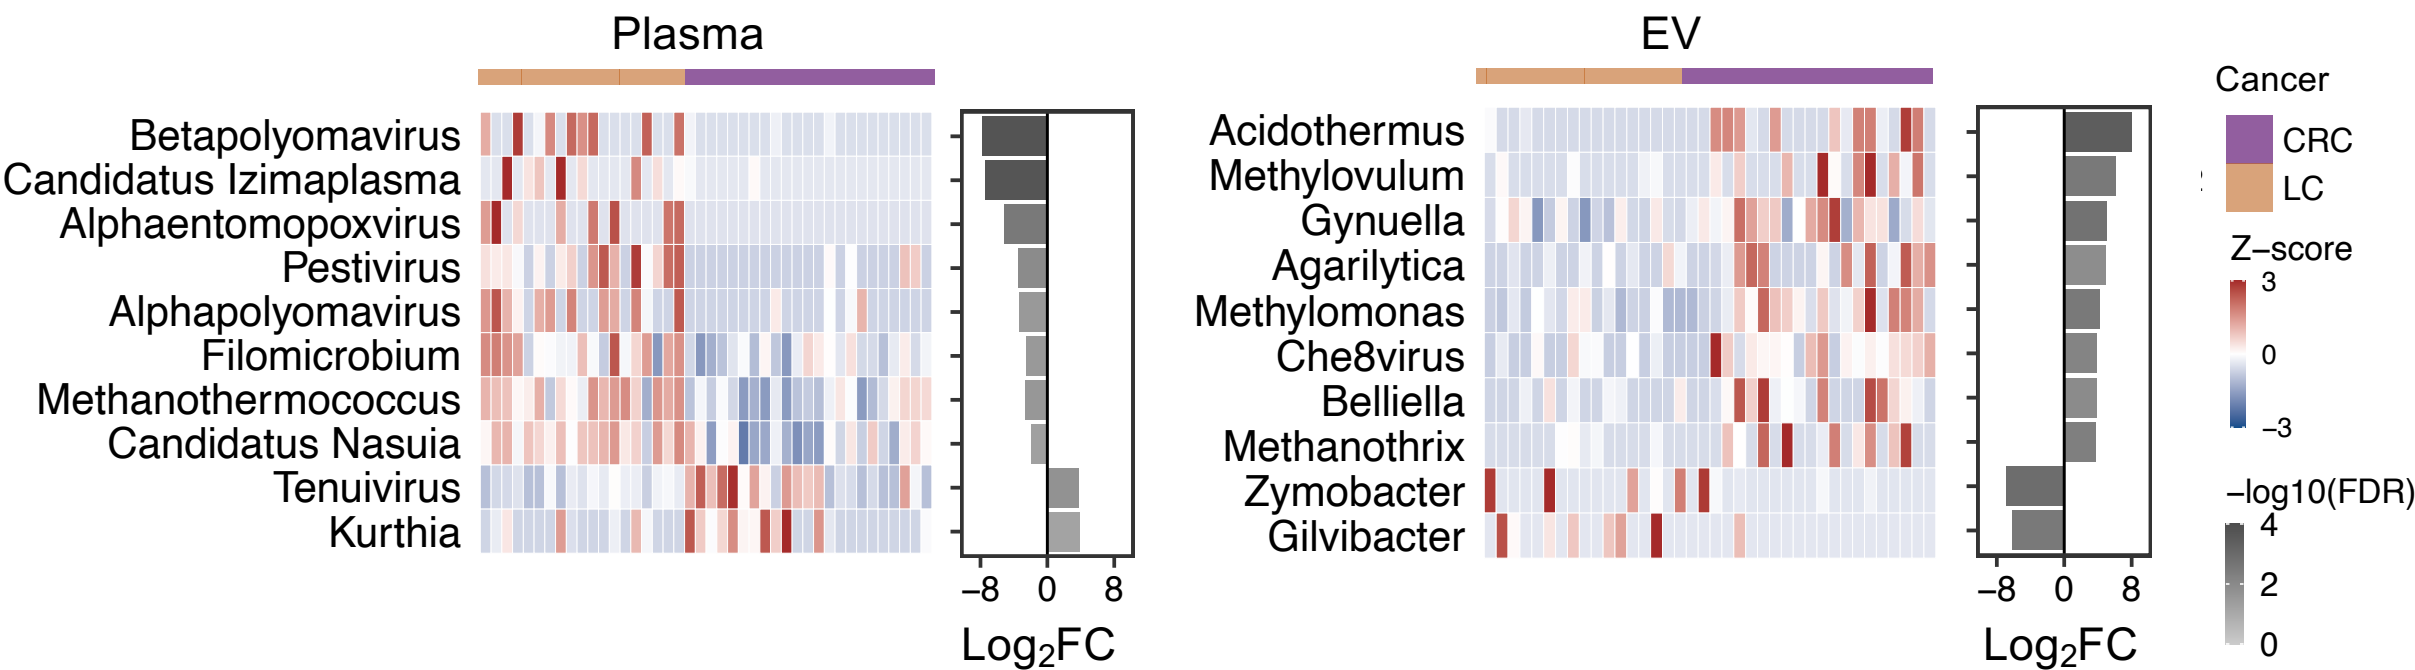 Plasma
Betapolyomavirus
Candidatus Izimaplasma
Alphaentomopoxvirus
Pestivirus
Alphapolyomavirus
Filomicrobium
Methanothermococcus
Candidatus Nasuia
Tenuivirus
Kurthia
−8 0 8
Log₂FC
EV
Acidothermus
Methylovulum
Gynuella
Agarilytica
Methylomonas
Che8virus
Belliella
Methanothrix
Zymobacter
Gilvibacter
−8 0 8
Log₂FC
Cancer
CRC
LC
Z−score
3
0
−3
−log10(FDR)
4
2
0